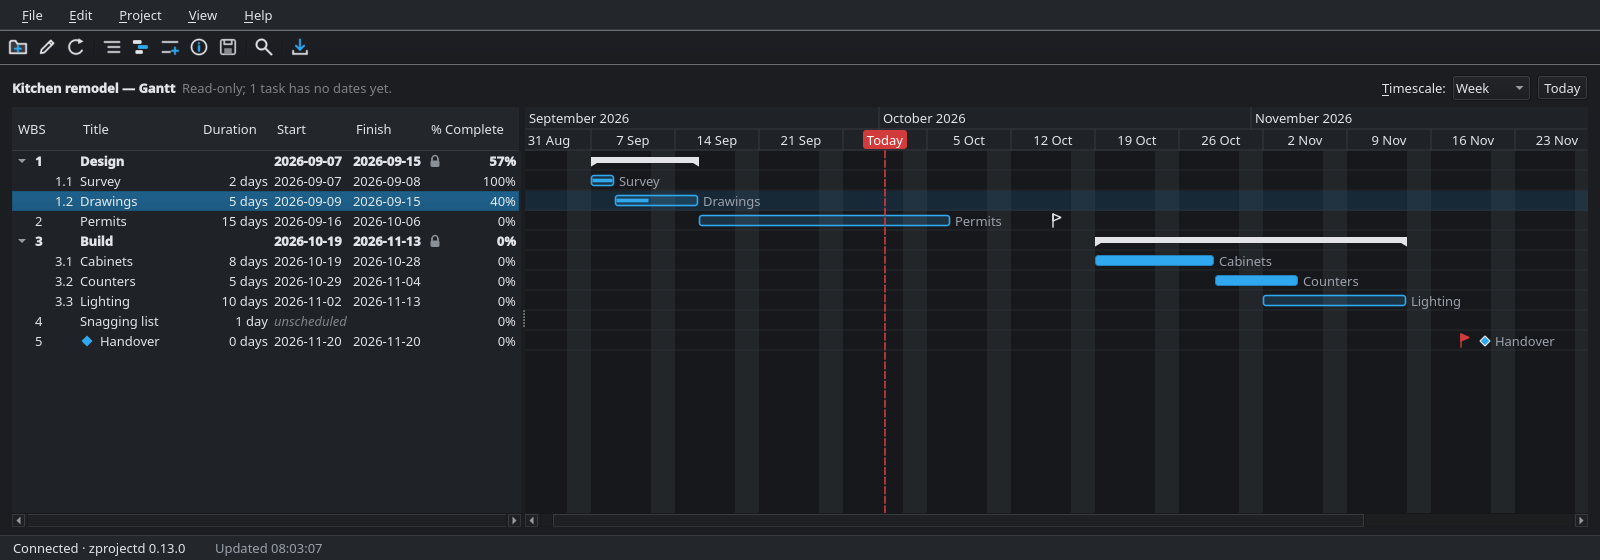 File Edit Project View Help
Kitchen remodel — Gantt Read-only; 1 task has no dates yet. Timescale: Week Today
WBS Title Duration Start Finish % Complete
September 2026 October 2026 November 2026
31 Aug 7 Sep 14 Sep 21 Sep Today 5 Oct 12 Oct 19 Oct 26 Oct 2 Nov 9 Nov 16 Nov 23 Nov
1 Design 2026-09-07 2026-09-15 57%
1.1 Survey 2 days 2026-09-07 2026-09-08 100% Survey
1.2 Drawings 5 days 2026-09-09 2026-09-15 40% Drawings
2 Permits 15 days 2026-09-16 2026-10-06 0% Permits
3 Build 2026-10-19 2026-11-13 0%
3.1 Cabinets 8 days 2026-10-19 2026-10-28 0% Cabinets
3.2 Counters 5 days 2026-10-29 2026-11-04 0% Counters
3.3 Lighting 10 days 2026-11-02 2026-11-13 0% Lighting
4 Snagging list 1 day unscheduled 0%
5 Handover 0 days 2026-11-20 2026-11-20 0% Handover
Connected · zprojectd 0.13.0 Updated 08:03:07